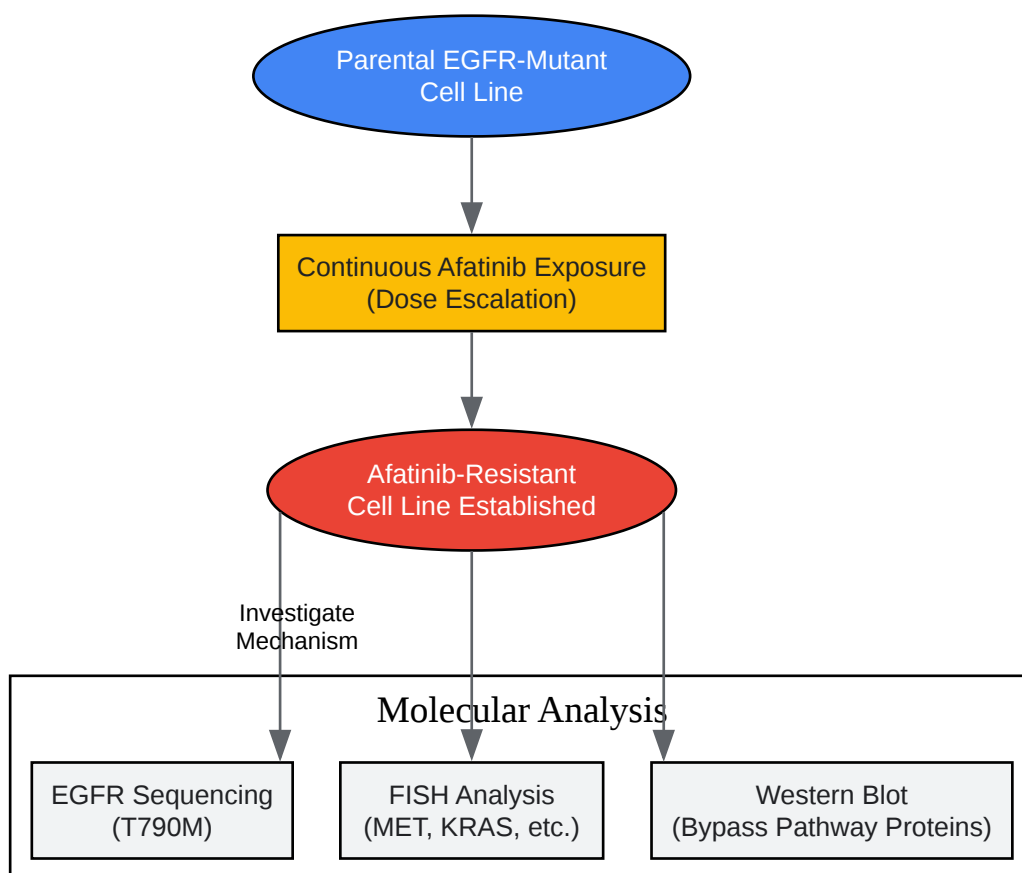 Parental EGFR-Mutant
Cell Line
Continuous Afatinib Exposure
(Dose Escalation)
Afatinib-Resistant
Cell Line Established
Investigate
Mechanism
Molecular Analysis
EGFR Sequencing
(T790M)
FISH Analysis
(MET, KRAS, etc.)
Western Blot
(Bypass Pathway Proteins)